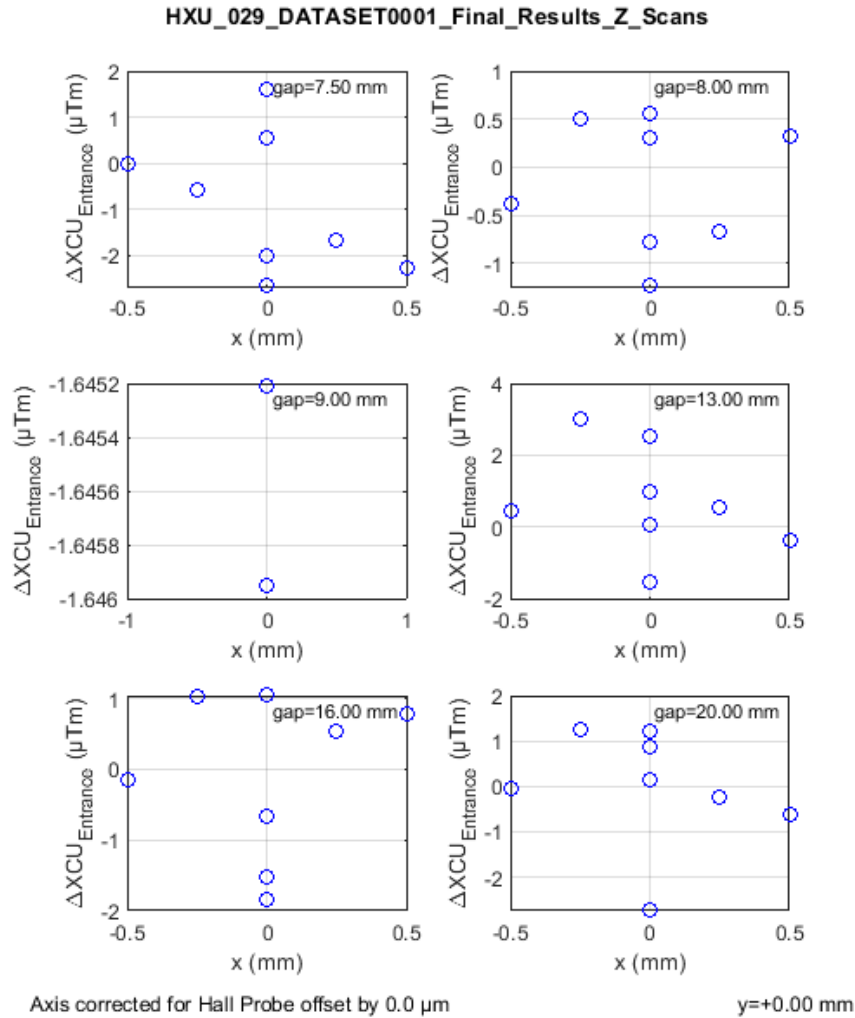 HXU_029_DATASET0001_Final_Results_Z_Scans
gap=7.50 mm
ΔXCU_Entrance (μTm)
2
1
0
-1
-2
-0.5
0
0.5
x (mm)
gap=8.00 mm
ΔXCU_Entrance (μTm)
1
0.5
0
-0.5
-1
-0.5
0
0.5
x (mm)
gap=9.00 mm
ΔXCU_Entrance (μTm)
-1.6452
-1.6454
-1.6456
-1.6458
-1.646
-1
0
1
x (mm)
gap=13.00 mm
ΔXCU_Entrance (μTm)
4
2
0
-2
-0.5
0
0.5
x (mm)
gap=16.00 mm
ΔXCU_Entrance (μTm)
1
0
-1
-2
-0.5
0
0.5
x (mm)
gap=20.00 mm
ΔXCU_Entrance (μTm)
2
1
0
-1
-2
-0.5
0
0.5
x (mm)
Axis corrected for Hall Probe offset by 0.0 μm
y=+0.00 mm